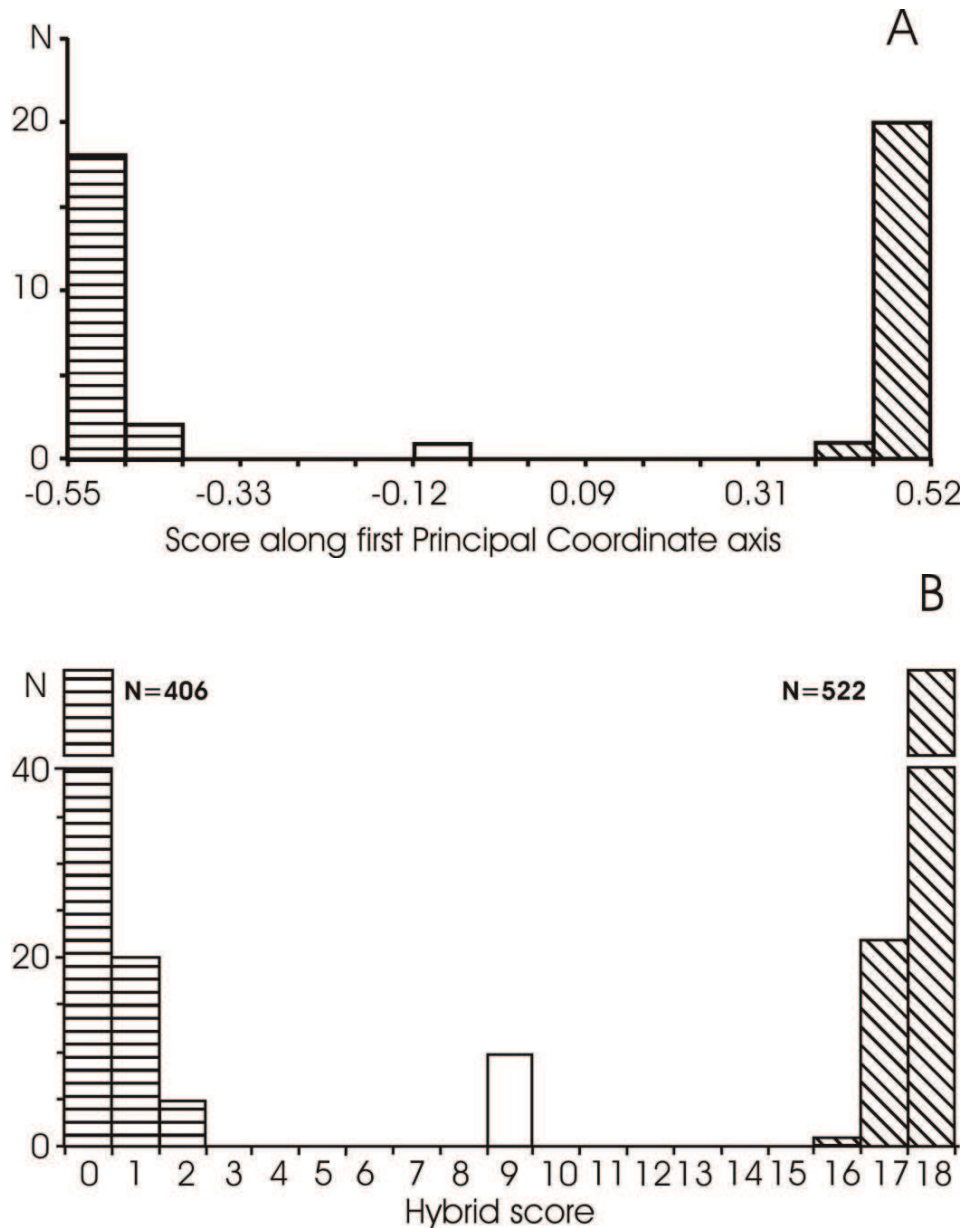 A
N
20
10
0
-0.55 -0.33 -0.12 0.09 0.31 0.52
Score along first Principal Coordinate axis
B
N N=406 N=522
40
20
0
0 1 2 3 4 5 6 7 8 9 10 11 12 13 14 15 16 17 18
Hybrid score